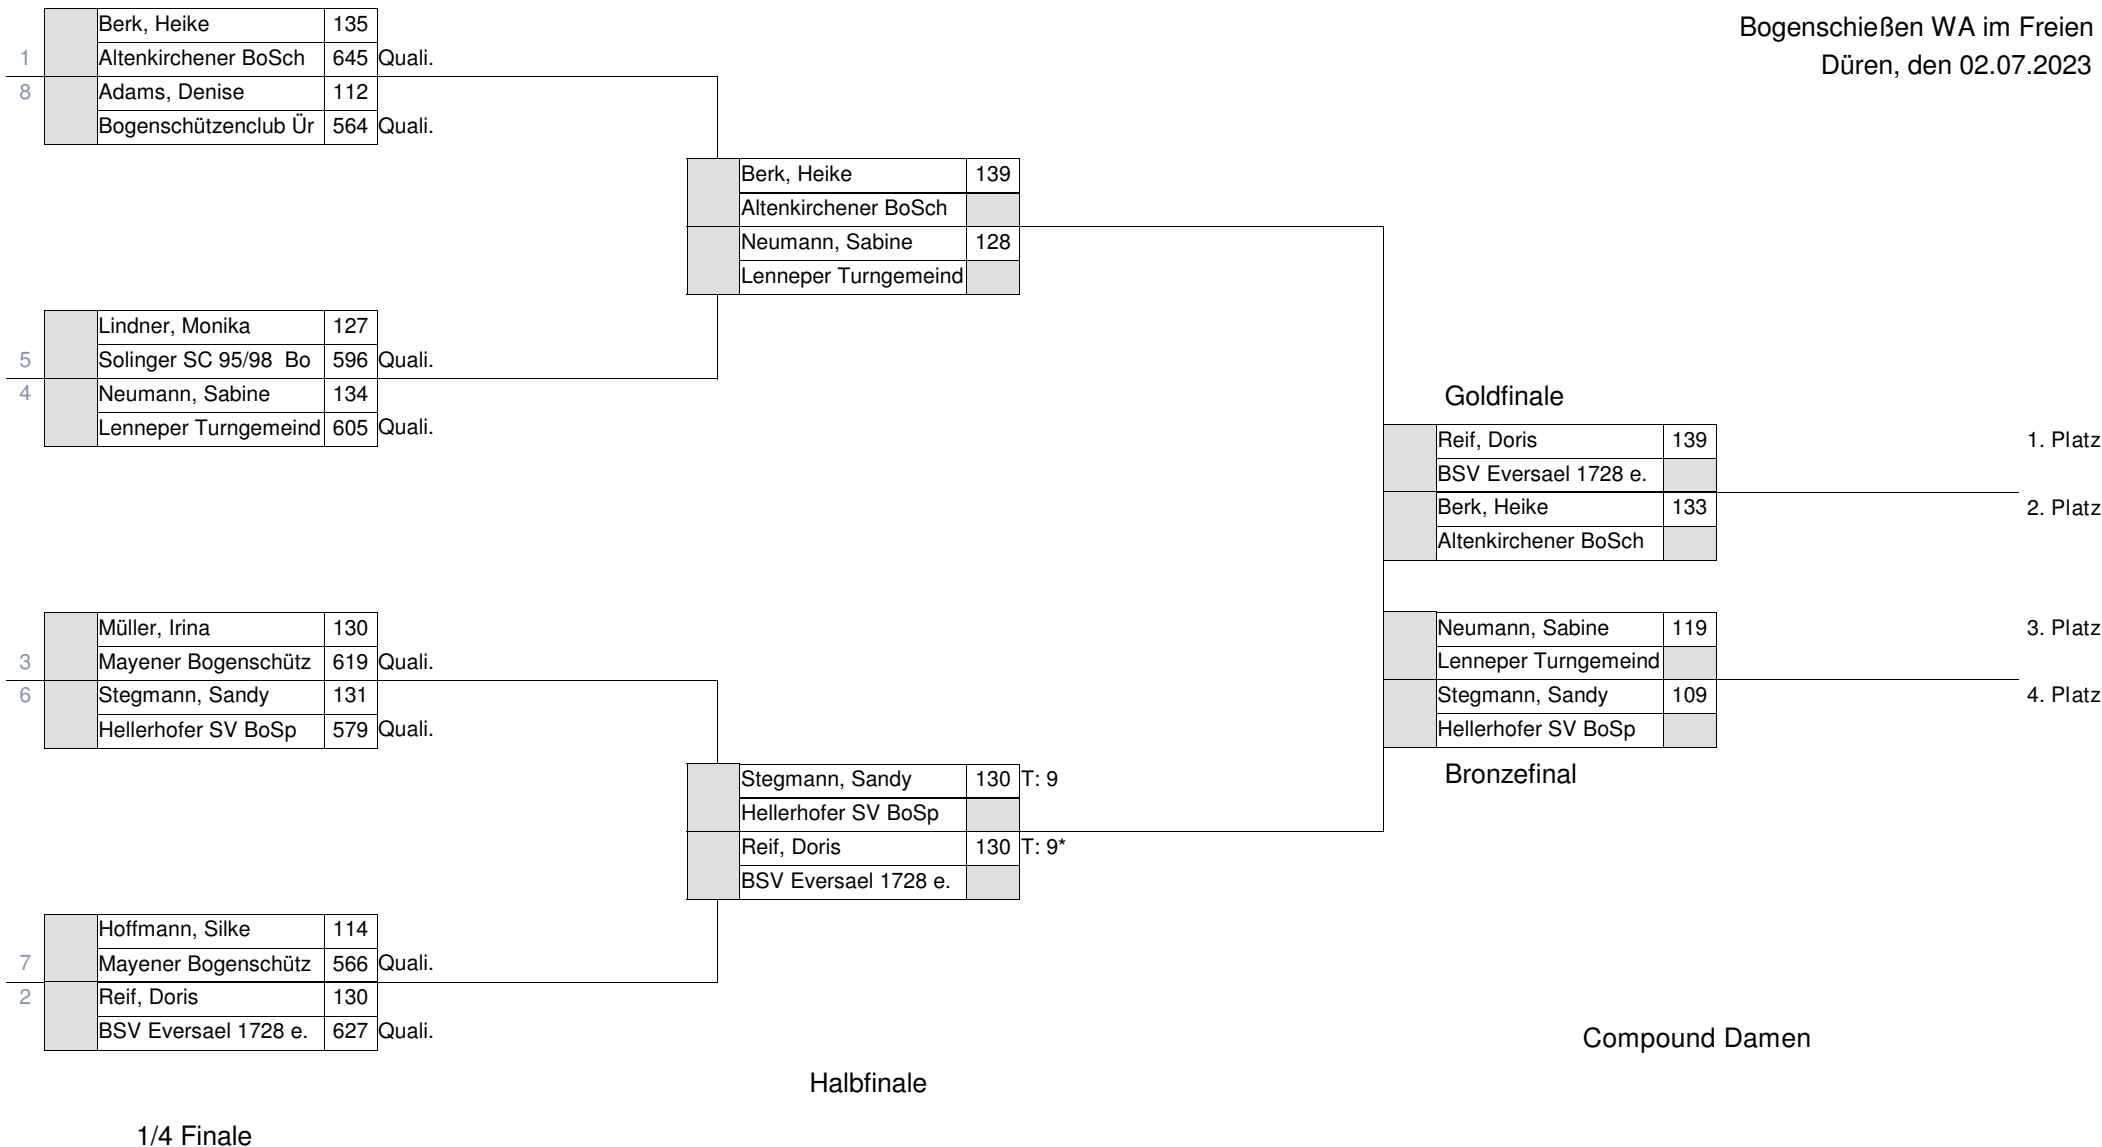 Bogenschießen WA im Freien
Düren, den 02.07.2023
Berk, Heike 135
1 Altenkirchener BoSch 645 Quali.
8 Adams, Denise 112
Bogenschützenclub Ür 564 Quali.
Berk, Heike 139
Altenkirchener BoSch
Neumann, Sabine 128
Lenneper Turngemeind
Lindner, Monika 127
5 Solinger SC 95/98  Bo 596 Quali.
4 Neumann, Sabine 134
Lenneper Turngemeind 605 Quali.
Goldfinale
Reif, Doris 139 1. Platz
BSV Eversael 1728 e.
Berk, Heike 133 2. Platz
Altenkirchener BoSch
Müller, Irina 130
3 Mayener Bogenschütz 619 Quali.
6 Stegmann, Sandy 131
Hellerhofer SV BoSp 579 Quali.
Neumann, Sabine 119 3. Platz
Lenneper Turngemeind
Stegmann, Sandy 109 4. Platz
Hellerhofer SV BoSp
Bronzefinal
Stegmann, Sandy 130 T: 9
Hellerhofer SV BoSp
Reif, Doris 130 T: 9*
BSV Eversael 1728 e.
Hoffmann, Silke 114
7 Mayener Bogenschütz 566 Quali.
2 Reif, Doris 130
BSV Eversael 1728 e. 627 Quali.
Compound Damen
Halbfinale
1/4 Finale